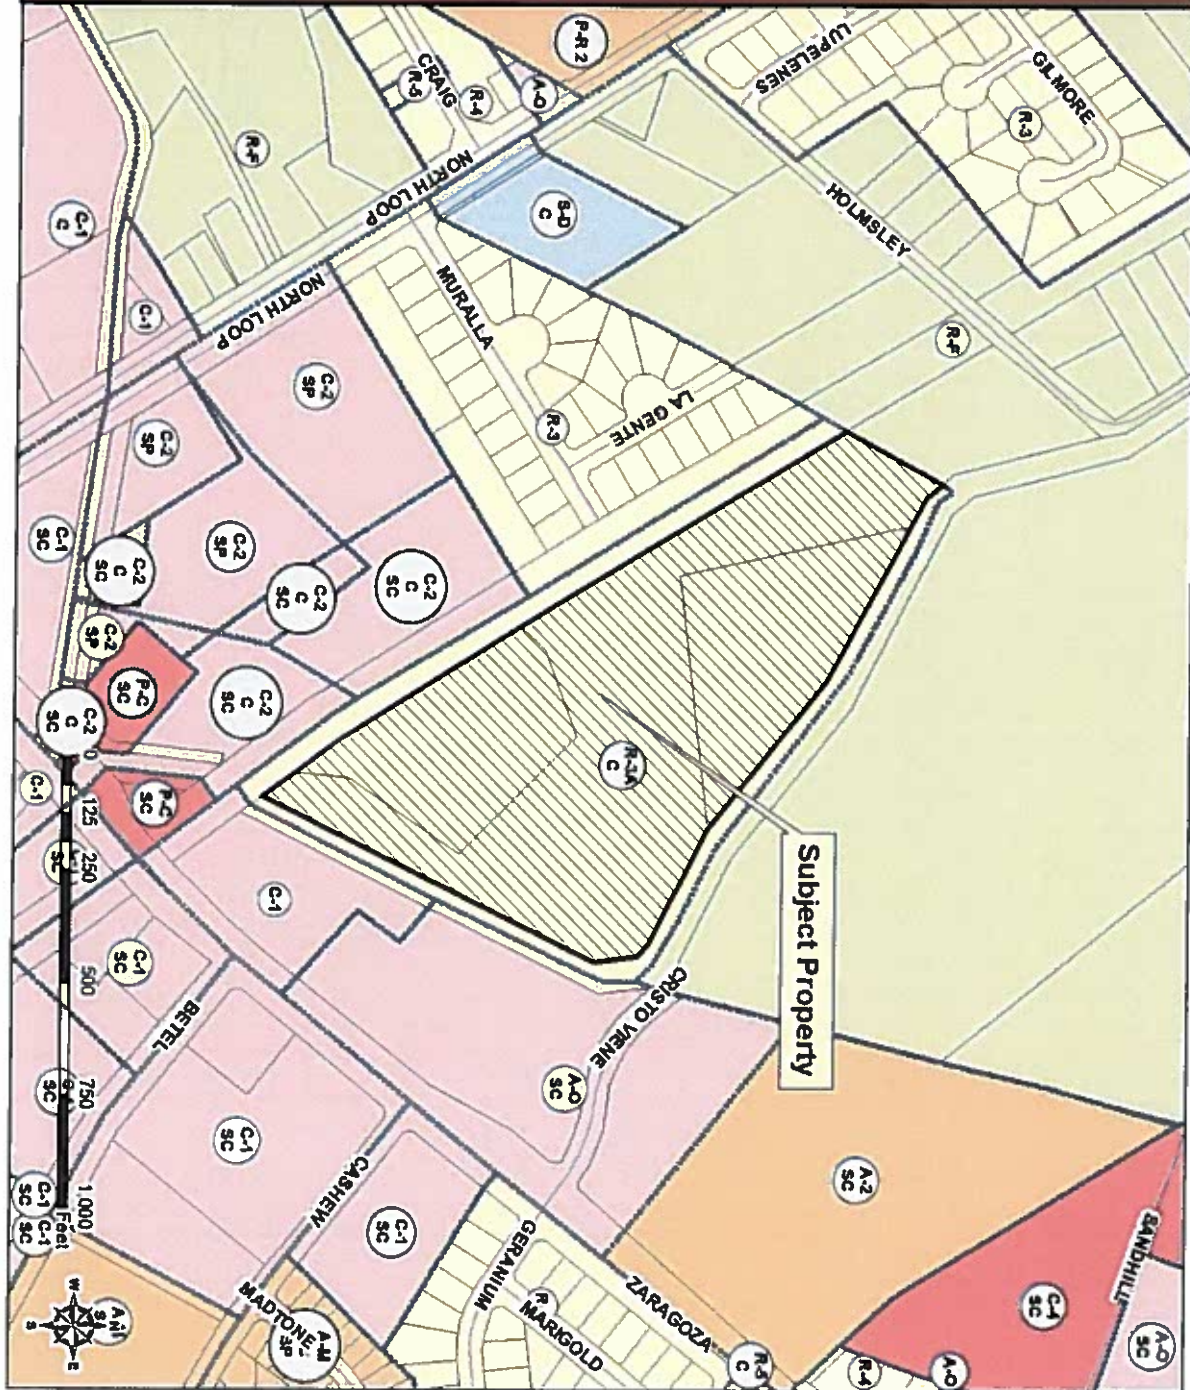 P-R 2
LUPELENES
GILMORE
R-3
CRAIG
R-5
R-4
A-O
R-F
NORTH LOOP
S-D
C
HOLMSLEY
C-1
C
C-1
NORTH LOOP
MURALLA
R-F
C-2
SP
LA GENTE
R-3
C-2
SP
C-1
SC
C-2
SP
C-2
C
SC
C-2
C
SC
C-2
C
SC
C-2
SP
P-C
SC
C-2
C
SC
C-2
C
SC
R-3A
C
Subject Property
C-1
P-C
SC
C-1
C-1
SC
CRISTO VIENE
BETEL
A-O
SC
SC
C-1
SC
CASHEW
C-1
SC
A-2
SC
SANDHILL
C-4
SC
A-O
SC
GERANIUM
ZARAGOZA
MARIGOLD
R-5
C
R-4
A-O
C-1
SC
C-1
SC
A-M
SP
0
125
250
500
750
1,000
Feet
W
S
E